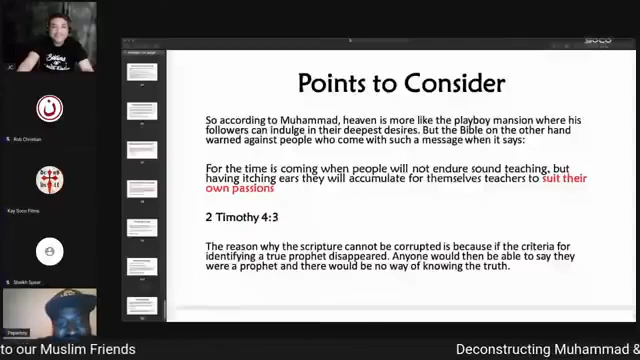 Points to Consider
So according to Muhammad, heaven is more like the playboy mansion where his
followers can indulge in their deepest desires. But the Bible on the other hand
warned against people who come with such a message when it says:
For the time is coming when people will not endure sound teaching, but
having itching ears they will accumulate for themselves teachers to suit their
own passions
2 Timothy 4:3
The reason why the scripture cannot be corrupted is because if the criteria for
identifying a true prophet disappeared. Anyone would then be able to say they
were a prophet and there would be no way of knowing the truth.
JC
Rob Christian
Kay Soco Films
Sheikh Spear
Paperboy
to our Muslim Friends
Deconstructing Muhammad &